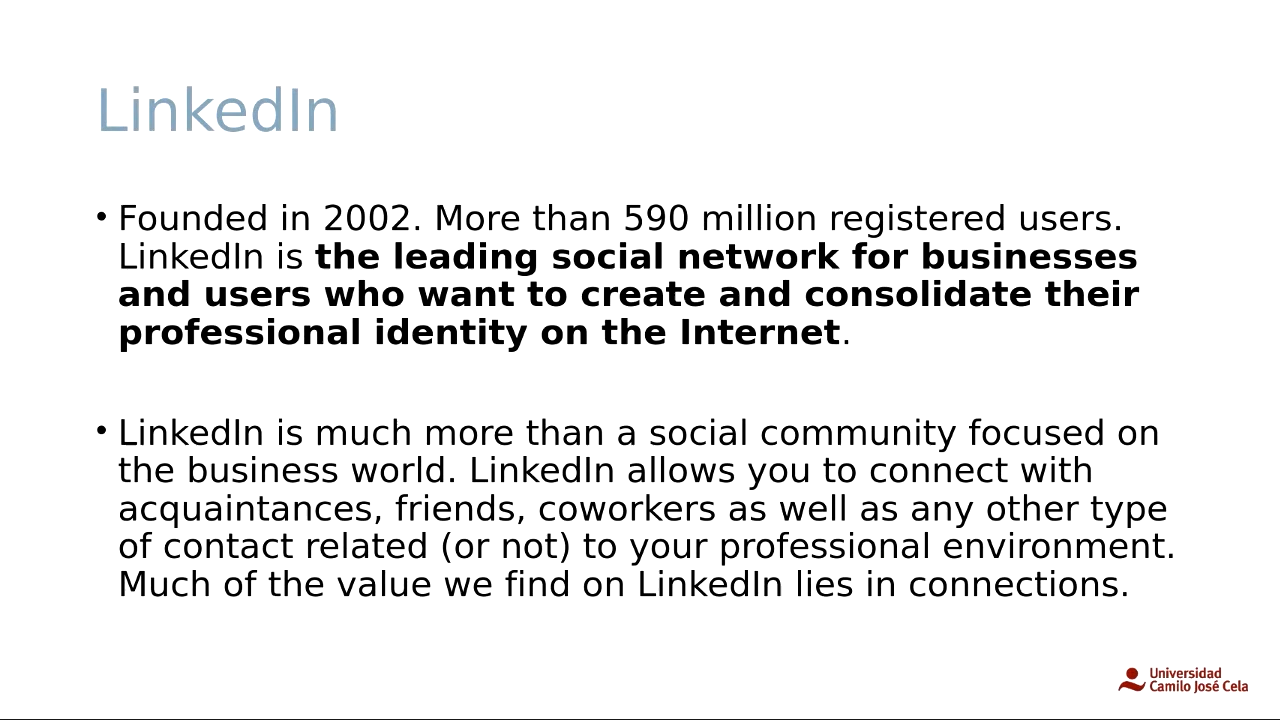 LinkedIn
• Founded in 2002. More than 590 million registered users.
LinkedIn is the leading social network for businesses
and users who want to create and consolidate their
professional identity on the Internet.
• LinkedIn is much more than a social community focused on
the business world. LinkedIn allows you to connect with
acquaintances, friends, coworkers as well as any other type
of contact related (or not) to your professional environment.
Much of the value we find on LinkedIn lies in connections.
Universidad
Camilo José Cela